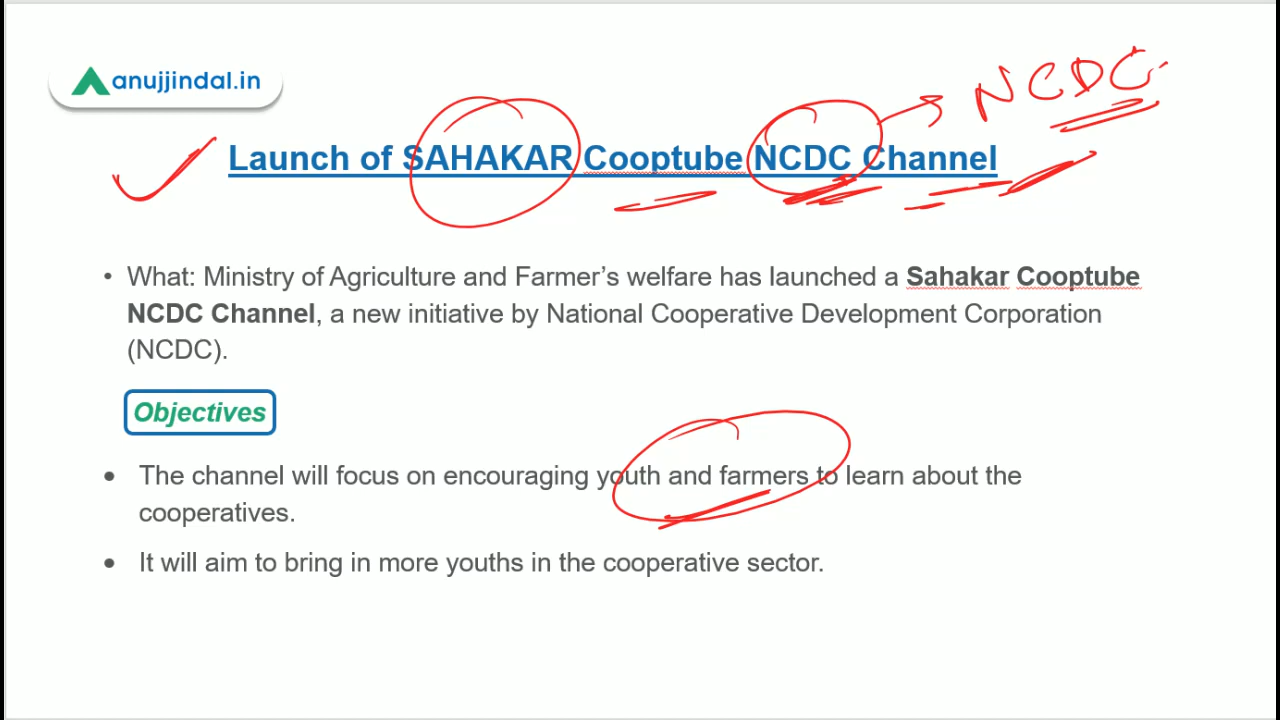 anujjindal.in
NCDC
Launch of SAHAKAR Cooptube NCDC Channel
• What: Ministry of Agriculture and Farmer’s welfare has launched a Sahakar Cooptube
NCDC Channel, a new initiative by National Cooperative Development Corporation
(NCDC).
Objectives
• The channel will focus on encouraging youth and farmers to learn about the
cooperatives.
• It will aim to bring in more youths in the cooperative sector.